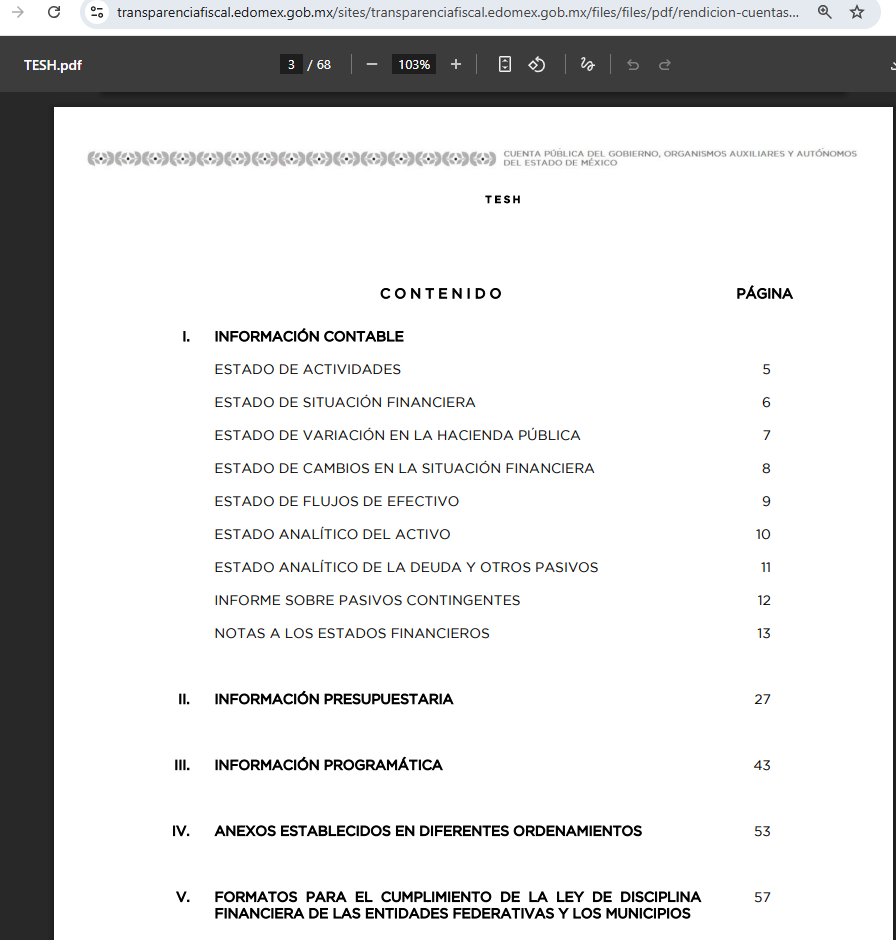 transparenciafiscal.edomex.gob.mx/sites/transparenciafiscal.edomex.gob.mx/files/files/pdf/rendicion-cuentas...
TESH.pdf
3 / 68
103%
CUENTA PÚBLICA DEL GOBIERNO, ORGANISMOS AUXILIARES Y AUTÓNOMOS
DEL ESTADO DE MÉXICO
TESH
CONTENIDO PÁGINA
I. INFORMACIÓN CONTABLE
ESTADO DE ACTIVIDADES 5
ESTADO DE SITUACIÓN FINANCIERA 6
ESTADO DE VARIACIÓN EN LA HACIENDA PÚBLICA 7
ESTADO DE CAMBIOS EN LA SITUACIÓN FINANCIERA 8
ESTADO DE FLUJOS DE EFECTIVO 9
ESTADO ANALÍTICO DEL ACTIVO 10
ESTADO ANALÍTICO DE LA DEUDA Y OTROS PASIVOS 11
INFORME SOBRE PASIVOS CONTINGENTES 12
NOTAS A LOS ESTADOS FINANCIEROS 13
II. INFORMACIÓN PRESUPUESTARIA 27
III. INFORMACIÓN PROGRAMÁTICA 43
IV. ANEXOS ESTABLECIDOS EN DIFERENTES ORDENAMIENTOS 53
V. FORMATOS PARA EL CUMPLIMIENTO DE LA LEY DE DISCIPLINA 57
FINANCIERA DE LAS ENTIDADES FEDERATIVAS Y LOS MUNICIPIOS